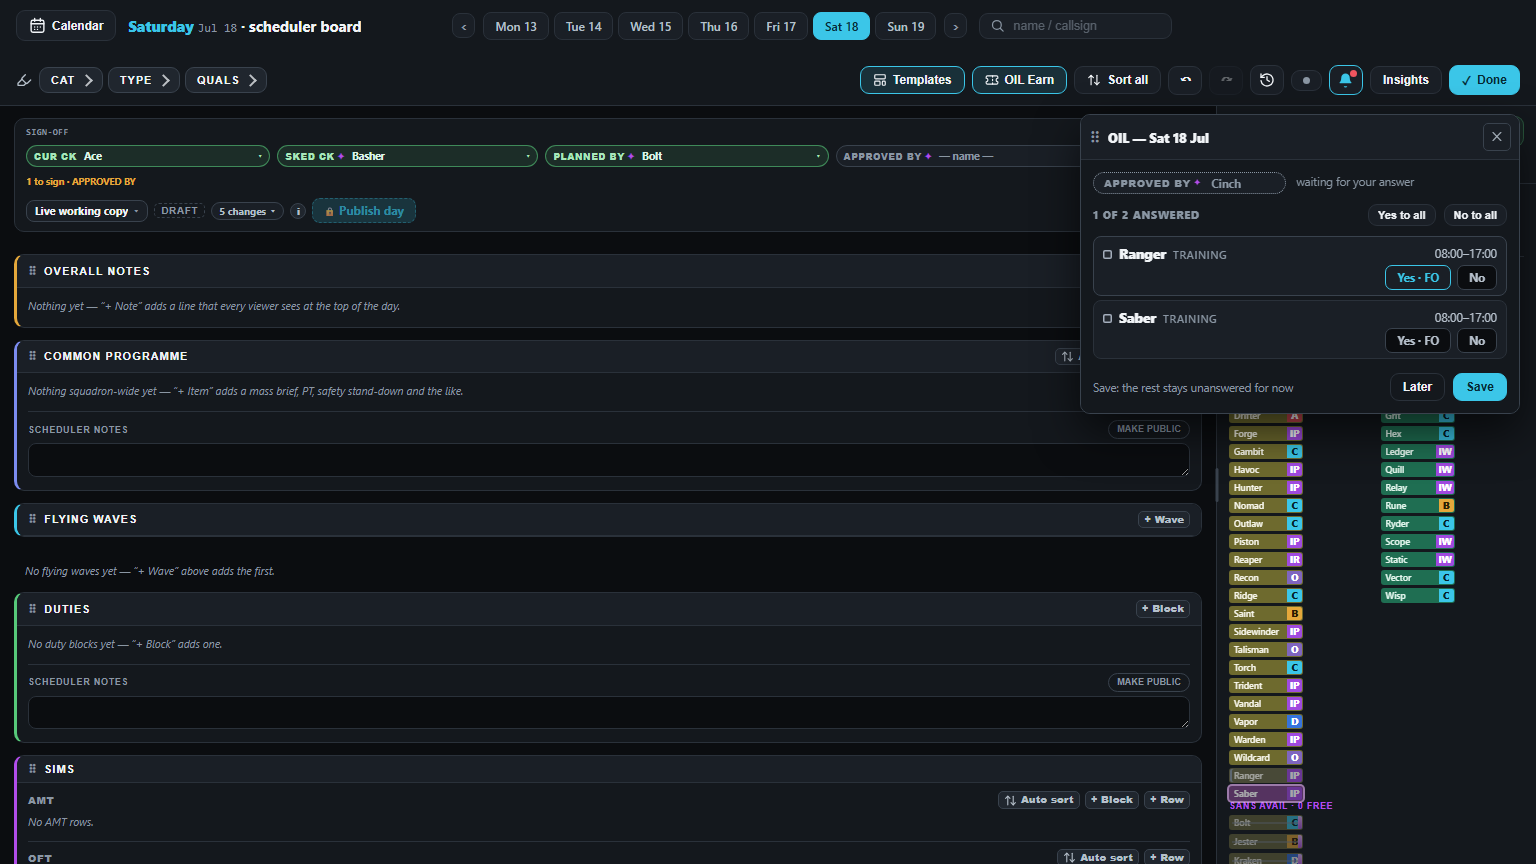 Calendar
Saturday Jul 18 · scheduler board
Mon 13
Tue 14
Wed 15
Thu 16
Fri 17
Sat 18
Sun 19
name / callsign
CAT
TYPE
QUALS
Templates
OIL Earn
Sort all
Insights
✓ Done
SIGN-OFF
CUR CK Ace
SKED CK ✦ Basher
PLANNED BY ✦ Bolt
APPROVED BY ✦ — name —
1 to sign · APPROVED BY
Live working copy
DRAFT
5 changes
i
Publish day
OVERALL NOTES
Nothing yet — "+ Note" adds a line that every viewer sees at the top of the day.
COMMON PROGRAMME
Nothing squadron-wide yet — "+ Item" adds a mass brief, PT, safety stand-down and the like.
SCHEDULER NOTES
MAKE PUBLIC
FLYING WAVES
+ Wave
No flying waves yet — "+ Wave" above adds the first.
DUTIES
+ Block
No duty blocks yet — "+ Block" adds one.
SCHEDULER NOTES
MAKE PUBLIC
SIMS
AMT
Auto sort
+ Block
+ Row
No AMT rows.
OFT
Auto sort
+ Row
OIL — Sat 18 Jul
APPROVED BY ✦ Cinch
waiting for your answer
1 OF 2 ANSWERED
Yes to all
No to all
Ranger TRAINING
08:00–17:00
Yes · FO
No
Saber TRAINING
08:00–17:00
Yes · FO
No
Save: the rest stays unanswered for now
Later
Save
Drifter A
Forge IP
Gambit C
Havoc IP
Hunter IP
Nomad C
Outlaw C
Piston IP
Reaper IR
Recon O
Ridge C
Saint B
Sidewinder IP
Talisman O
Torch C
Trident IP
Vandal IP
Vapor D
Warden IP
Wildcard O
Ranger IP
Saber IP
SANS AVAIL · 0 FREE
Bolt C
Jester B
Kraken D
Grit C
Hex C
Ledger IW
Quill IW
Relay IW
Rune B
Ryder C
Scope IW
Static IW
Vector C
Wisp C